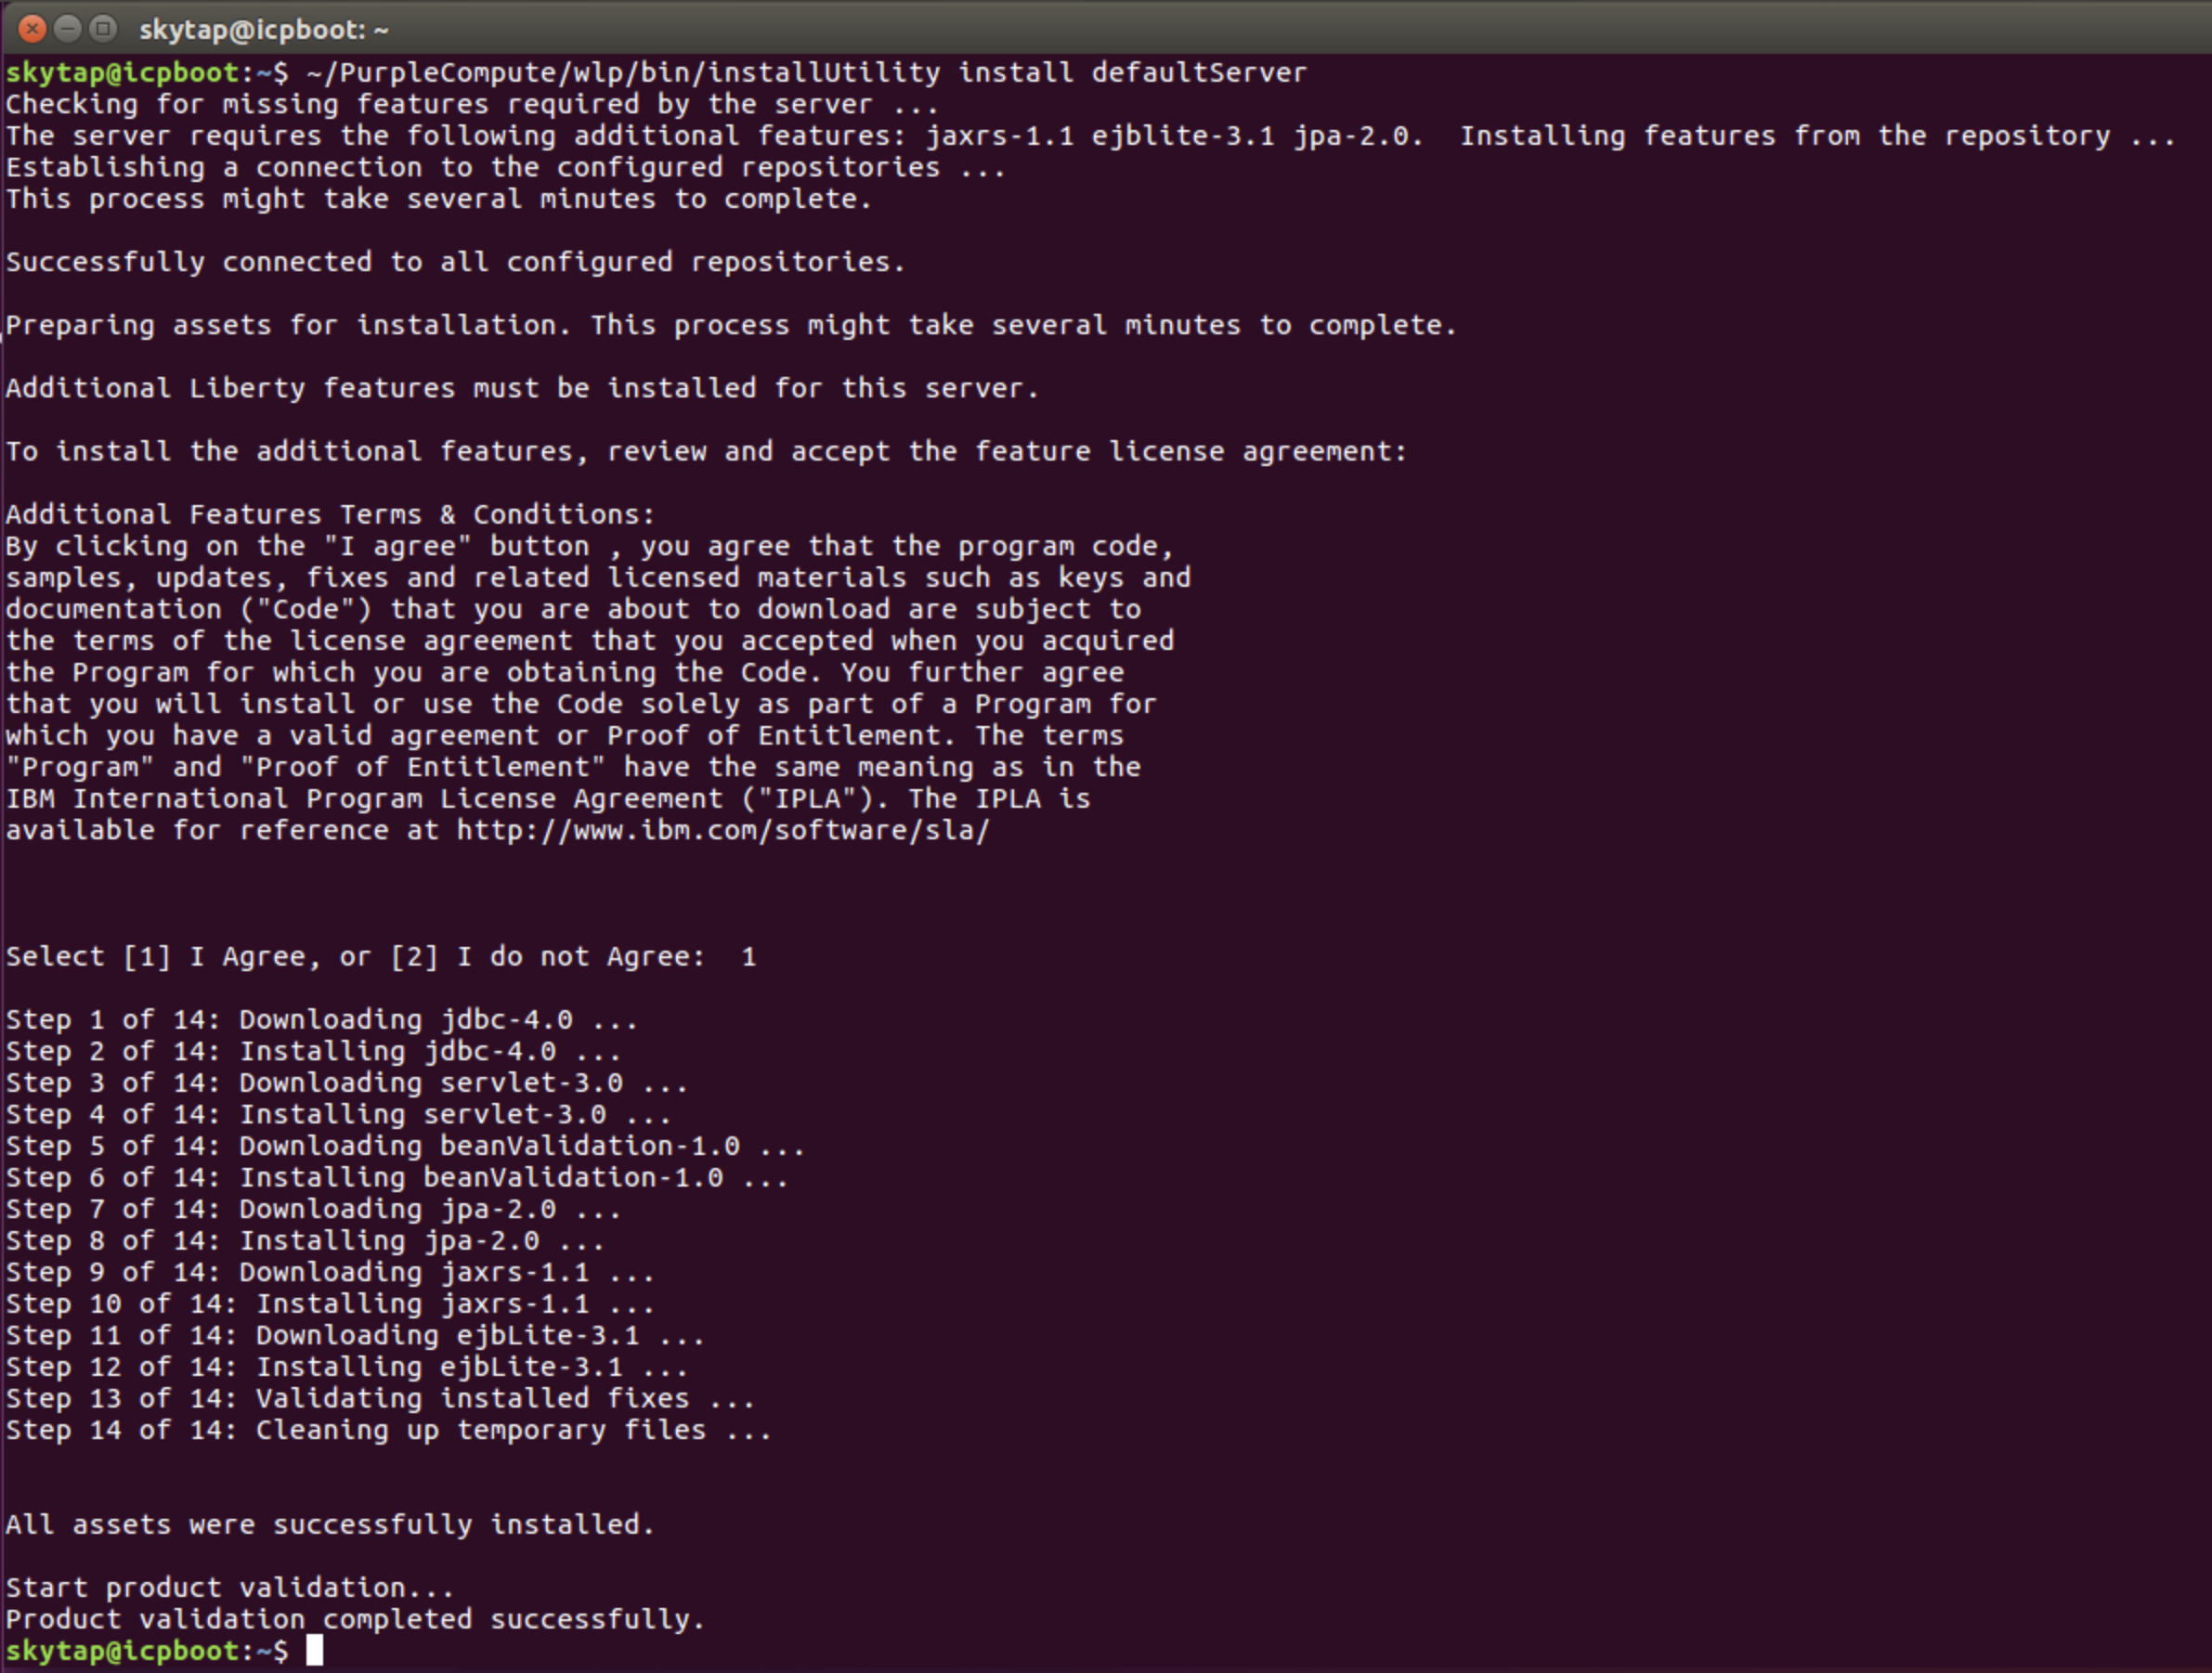 skytap@icpboot: ~
skytap@icpboot:~$ ~/PurpleCompute/wlp/bin/installUtility install defaultServer
Checking for missing features required by the server ...
The server requires the following additional features: jaxrs-1.1 ejblite-3.1 jpa-2.0.  Installing features from the repository ...
Establishing a connection to the configured repositories ...
This process might take several minutes to complete.
Successfully connected to all configured repositories.
Preparing assets for installation. This process might take several minutes to complete.
Additional Liberty features must be installed for this server.
To install the additional features, review and accept the feature license agreement:
Additional Features Terms & Conditions:
By clicking on the "I agree" button , you agree that the program code,
samples, updates, fixes and related licensed materials such as keys and
documentation ("Code") that you are about to download are subject to
the terms of the license agreement that you accepted when you acquired
the Program for which you are obtaining the Code. You further agree
that you will install or use the Code solely as part of a Program for
which you have a valid agreement or Proof of Entitlement. The terms
"Program" and "Proof of Entitlement" have the same meaning as in the
IBM International Program License Agreement ("IPLA"). The IPLA is
available for reference at http://www.ibm.com/software/sla/
Select [1] I Agree, or [2] I do not Agree:  1
Step 1 of 14: Downloading jdbc-4.0 ...
Step 2 of 14: Installing jdbc-4.0 ...
Step 3 of 14: Downloading servlet-3.0 ...
Step 4 of 14: Installing servlet-3.0 ...
Step 5 of 14: Downloading beanValidation-1.0 ...
Step 6 of 14: Installing beanValidation-1.0 ...
Step 7 of 14: Downloading jpa-2.0 ...
Step 8 of 14: Installing jpa-2.0 ...
Step 9 of 14: Downloading jaxrs-1.1 ...
Step 10 of 14: Installing jaxrs-1.1 ...
Step 11 of 14: Downloading ejbLite-3.1 ...
Step 12 of 14: Installing ejbLite-3.1 ...
Step 13 of 14: Validating installed fixes ...
Step 14 of 14: Cleaning up temporary files ...
All assets were successfully installed.
Start product validation...
Product validation completed successfully.
skytap@icpboot:~$